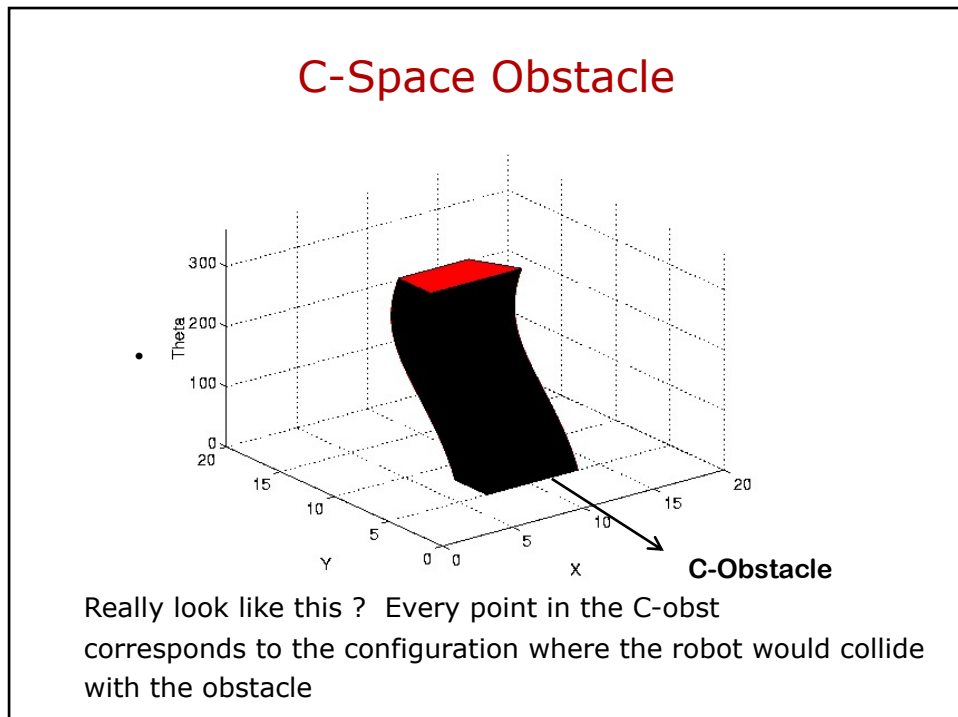 C-Space Obstacle
300
200
100
0
Theta
•
20
15
10
5
0
Y
0
5
10
15
20
X
C-Obstacle
Really look like this ? Every point in the C-obst
corresponds to the configuration where the robot would collide
with the obstacle